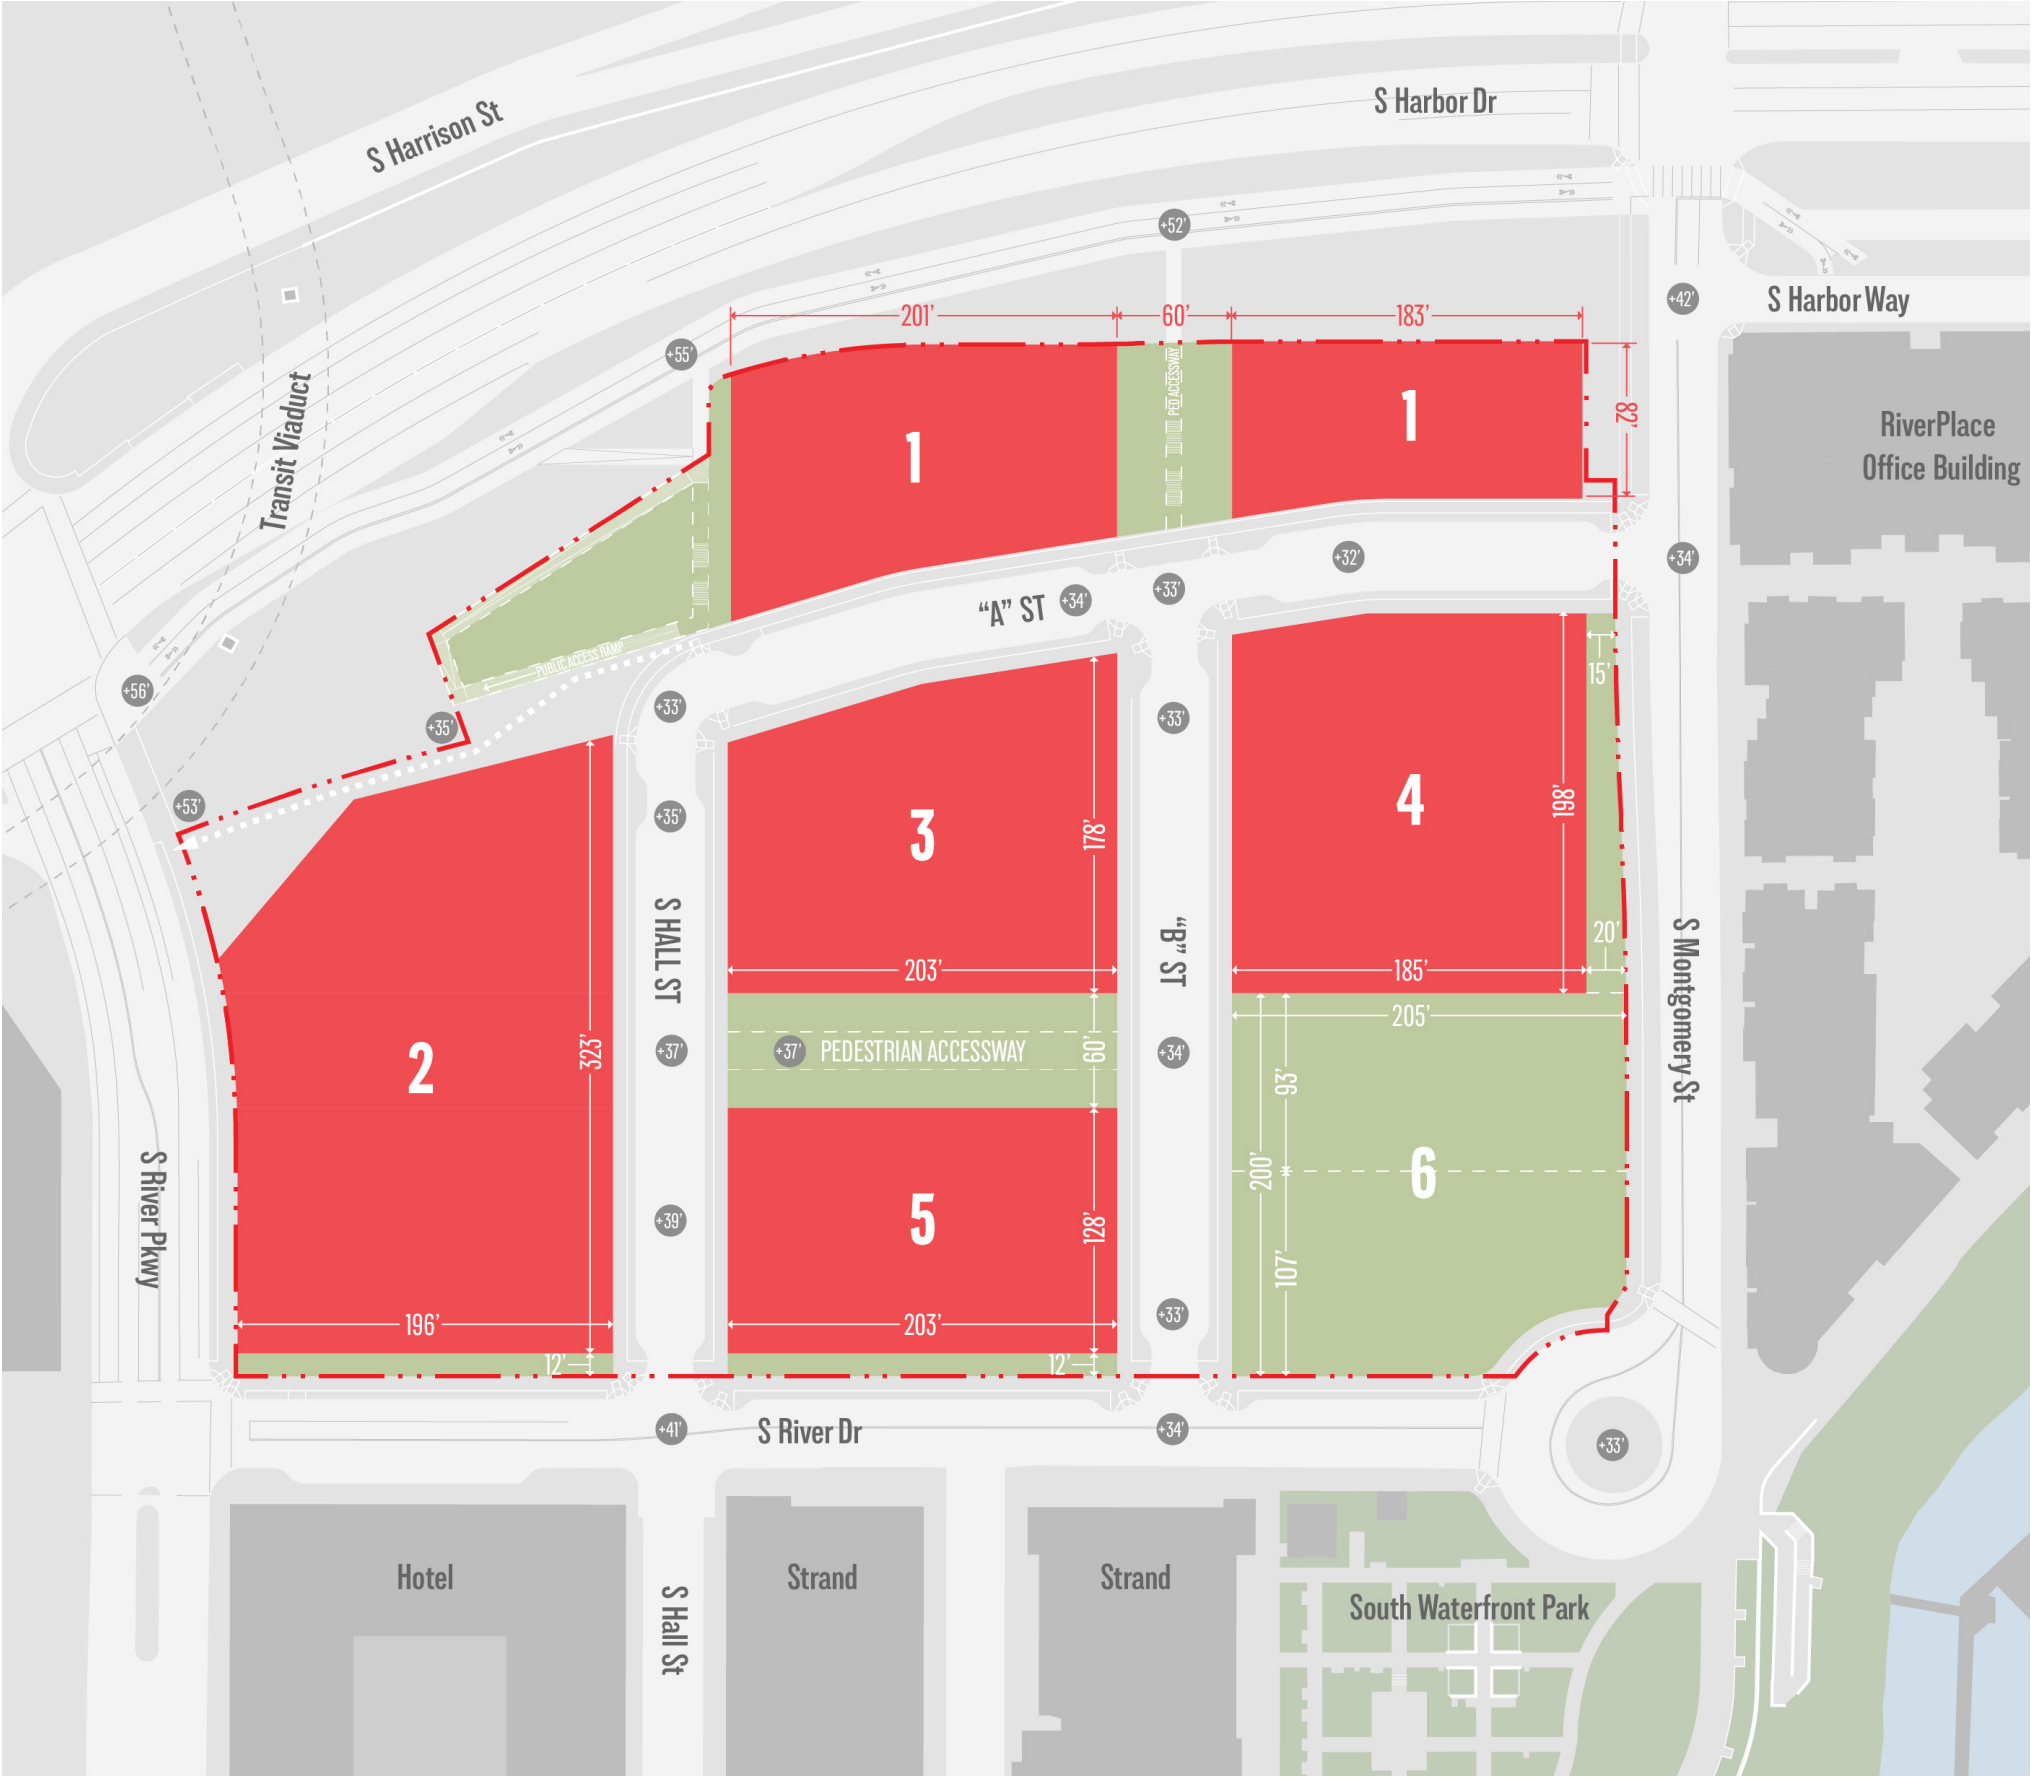 S Harrison St
S Harbor Dr
+52'
+42'
S Harbor Way
201'
60'
183'
+55'
Transit Viaduct
PED ACCESSWAY
82'
RiverPlace
Office Building
1
1
+32'
+34'
"A" ST
+34'
+33'
PUBLIC ACCESS RAMP
15'
+56'
+35'
+33'
+33'
+53'
+35'
3
178'
4
198'
S HALL ST
"B" ST
S Montgomery St
20'
203'
185'
205'
2
323'
+37'
+37'
PEDESTRIAN ACCESSWAY
60'
+34'
93'
200'
6
S River Pkwy
+39'
5
128'
107'
196'
203'
+33'
12'
12'
+41'
S River Dr
+34'
+33'
Hotel
Strand
Strand
S Hall St
South Waterfront Park